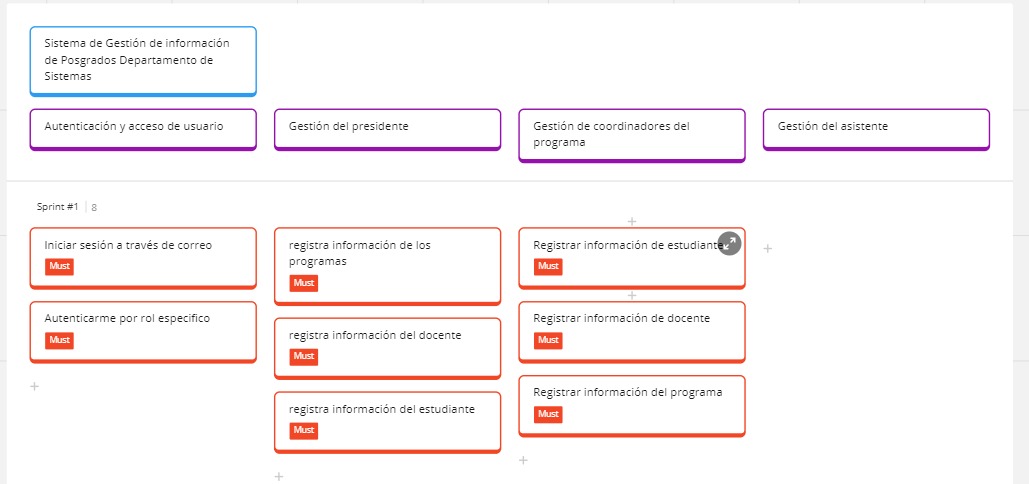 Sistema de Gestión de información
de Posgrados Departamento de
Sistemas
Autenticación y acceso de usuario
Gestión del presidente
Gestión de coordinadores del
programa
Gestión del asistente
Sprint #1
8
Iniciar sesión a través de correo
Must
Autenticarme por rol especifico
Must
registra información de los
programas
Must
registra información del docente
Must
registra información del estudiante
Must
Registrar información de estudiante
Must
Registrar información de docente
Must
Registrar información del programa
Must